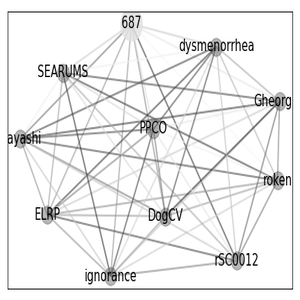 687
dysmenorrhea
SEARUMS
Gheorg
PPCO
ayashi
roken
ELRP
DogCV
rSC0012
ignorance